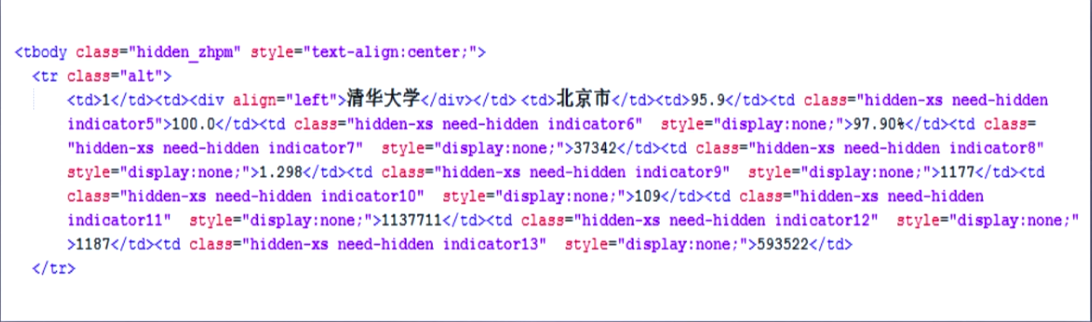 <tbody class="hidden_zhpm" style="text-align:center;">
<tr class="alt">
<td>1</td><td><div align="left">清华大学</div></td> <td>北京市</td><td>95.9</td><td class="hidden-xs need-hidden
indicator5">100.0</td><td class="hidden-xs need-hidden indicator6"  style="display:none;">97.90%</td><td class=
"hidden-xs need-hidden indicator7"  style="display:none;">37342</td><td class="hidden-xs need-hidden indicator8"
style="display:none;">1.298</td><td class="hidden-xs need-hidden indicator9"  style="display:none;">1177</td><td
class="hidden-xs need-hidden indicator10"  style="display:none;">109</td><td class="hidden-xs need-hidden
indicator11"  style="display:none;">1137711</td><td class="hidden-xs need-hidden indicator12"  style="display:none;"
>1187</td><td class="hidden-xs need-hidden indicator13"  style="display:none;">593522</td>
</tr>